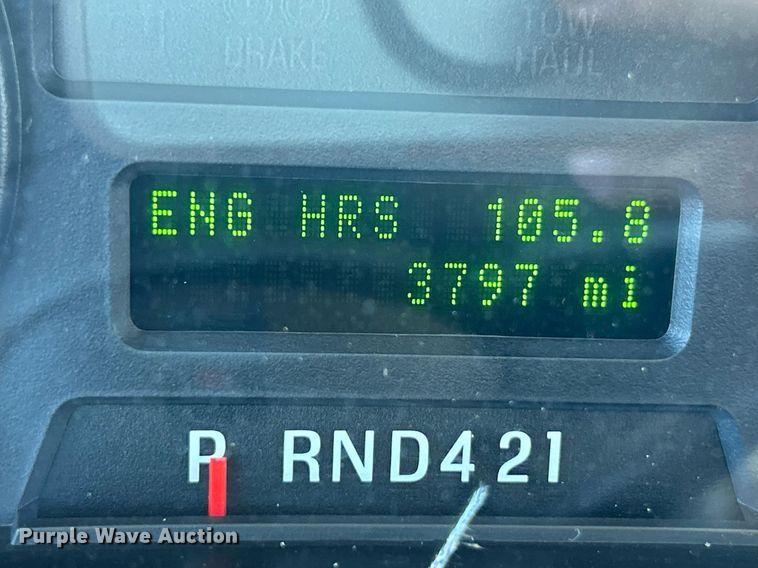 BRAKE
TOW
HAUL
ENG HRS 105.8
3797 mi
P RND421
Purple Wave Auction